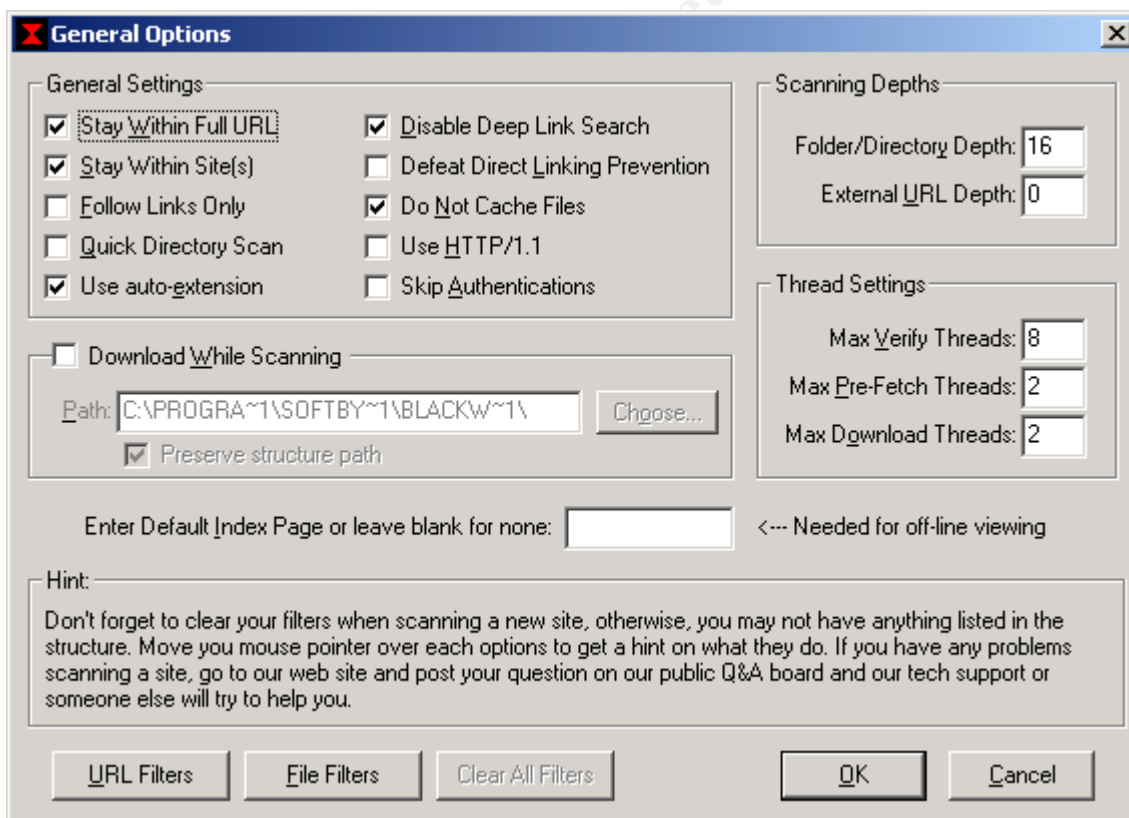 General Options
General Settings
Stay Within Full URL
Stay Within Site(s)
Follow Links Only
Quick Directory Scan
Use auto-extension
Disable Deep Link Search
Defeat Direct Linking Prevention
Do Not Cache Files
Use HTTP/1.1
Skip Authentications
Scanning Depths
Folder/Directory Depth: 16
External URL Depth: 0
Thread Settings
Max Verify Threads: 8
Max Pre-Fetch Threads: 2
Max Download Threads: 2
Download While Scanning
Path: C:\PROGRA~1\SOFTBY~1\BLACKW~1\ Choose...
Preserve structure path
Enter Default Index Page or leave blank for none: <--- Needed for off-line viewing
Hint:
Don't forget to clear your filters when scanning a new site, otherwise, you may not have anything listed in the
structure. Move you mouse pointer over each options to get a hint on what they do. If you have any problems
scanning a site, go to our web site and post your question on our public Q&A board and our tech support or
someone else will try to help you.
URL Filters File Filters Clear All Filters OK Cancel